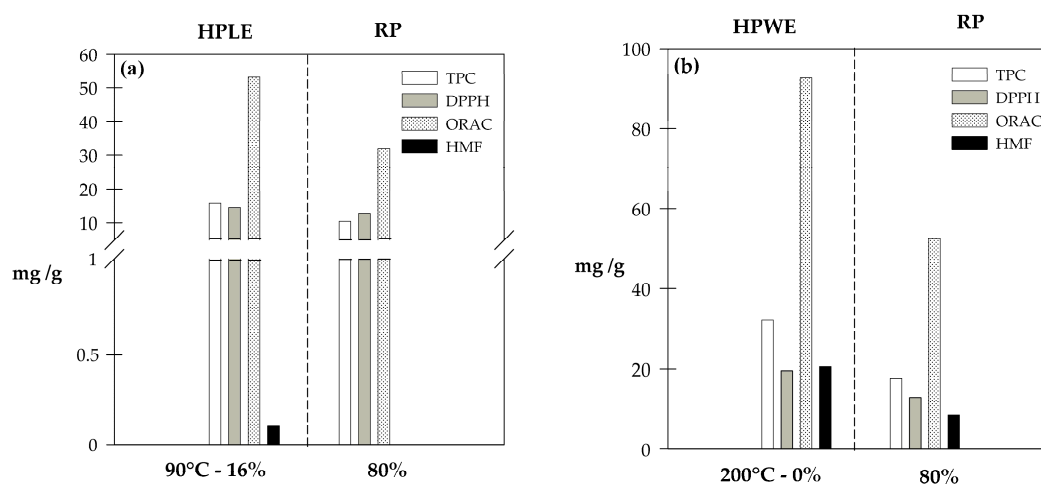 HPLE RP
(a)
60
50
40
30
20
10
1
0.5
0
mg /g
TPC
DPPH
ORAC
HMF
90°C - 16% 80%
HPWE RP
(b)
100
80
60
40
20
0
mg /g
TPC
DPPII
ORAC
HMF
200°C - 0% 80%